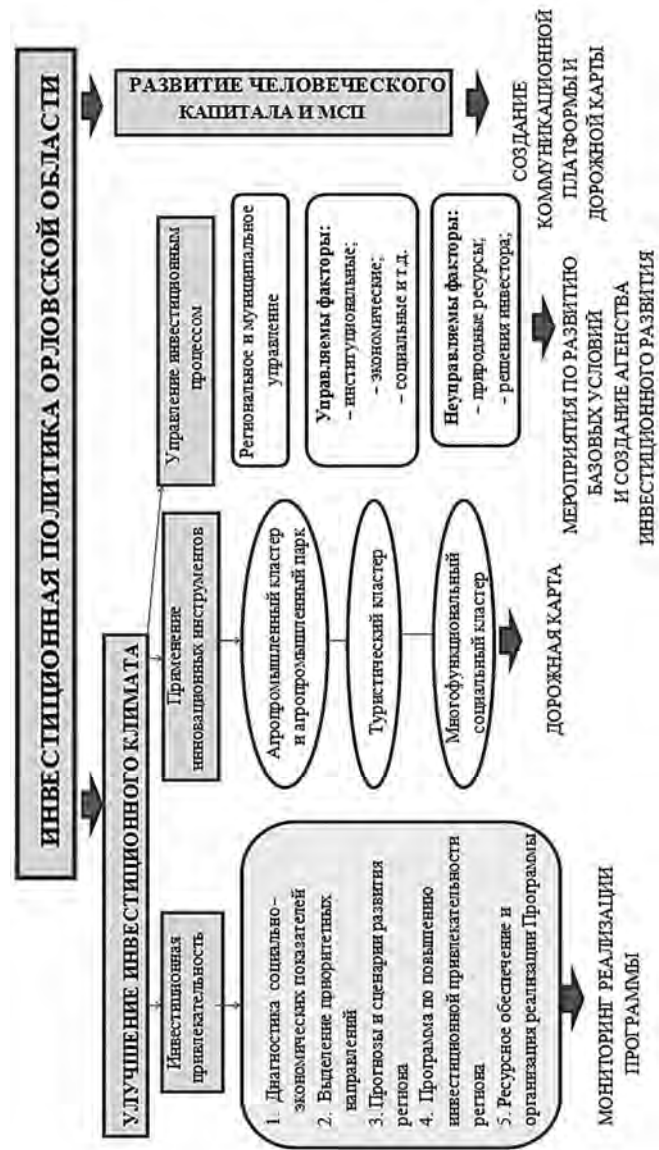 ИНВЕСТИЦИОННАЯ ПОЛИТИКА ОРЛОВСКОЙ ОБЛАСТИ
УЛУЧШЕНИЕ ИНВЕСТИЦИОННОГО КЛИМАТА
РАЗВИТИЕ ЧЕЛОВЕЧЕСКОГО
КАПИТАЛА И МСП
Инвестиционная
привлекательность
Применение
инновационных инструментов
Управление инвестиционным
процессом
1. Диагностика социально–
экономических показателей
2. Выделение приоритетных
направлений
3. Прогнозы и сценарии развития
региона
4. Программа по повышению
инвестиционной привлекательности
региона
5. Ресурсное обеспечение и
организация реализации Программы
Агропромышленный кластер
и агропромышленный парк
Туристический кластер
Многофункциональный
социальный кластер
Региональное и муниципальное
управление
Управляемы факторы:
– институциональные;
– экономические;
– социальные и т.д.
Неуправляемы факторы:
– природные ресурсы;
– решения инвестора;
МОНИТОРИНГ РЕАЛИЗАЦИИ
ПРОГРАММЫ
ДОРОЖНАЯ КАРТА
МЕРОПРИЯТИЯ ПО РАЗВИТИЮ
БАЗОВЫХ УСЛОВИЙ
И СОЗДАНИЕ АГЕНСТВА
ИНВЕСТИЦИОННОГО РАЗВИТИЯ
СОЗДАНИЕ
КОММУНИКАЦИОННОЙ
ПЛАТФОРМЫ И
ДОРОЖНОЙ КАРТЫ